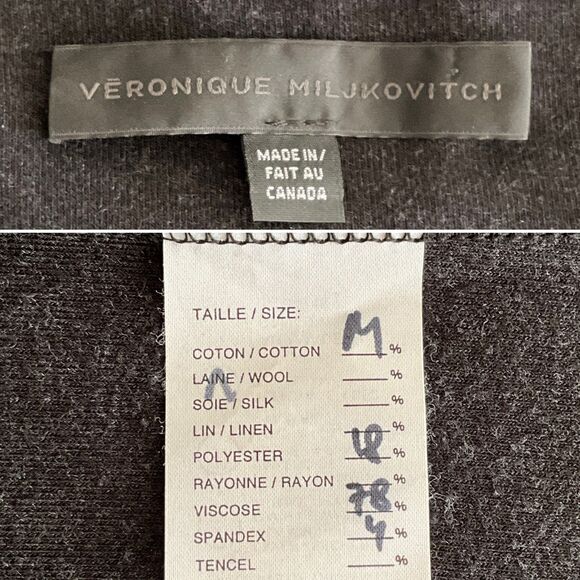 VĒRONIQUE MILJKOVITCH
MADE IN/
FAIT AU
CANADA
TAILLE / SIZE: M
COTON / COTTON %
LAINE / WOOL %
SOIE / SILK %
LIN / LINEN %
POLYESTER 18 %
RAYONNE / RAYON %
VISCOSE 78 %
SPANDEX 4 %
TENCEL %